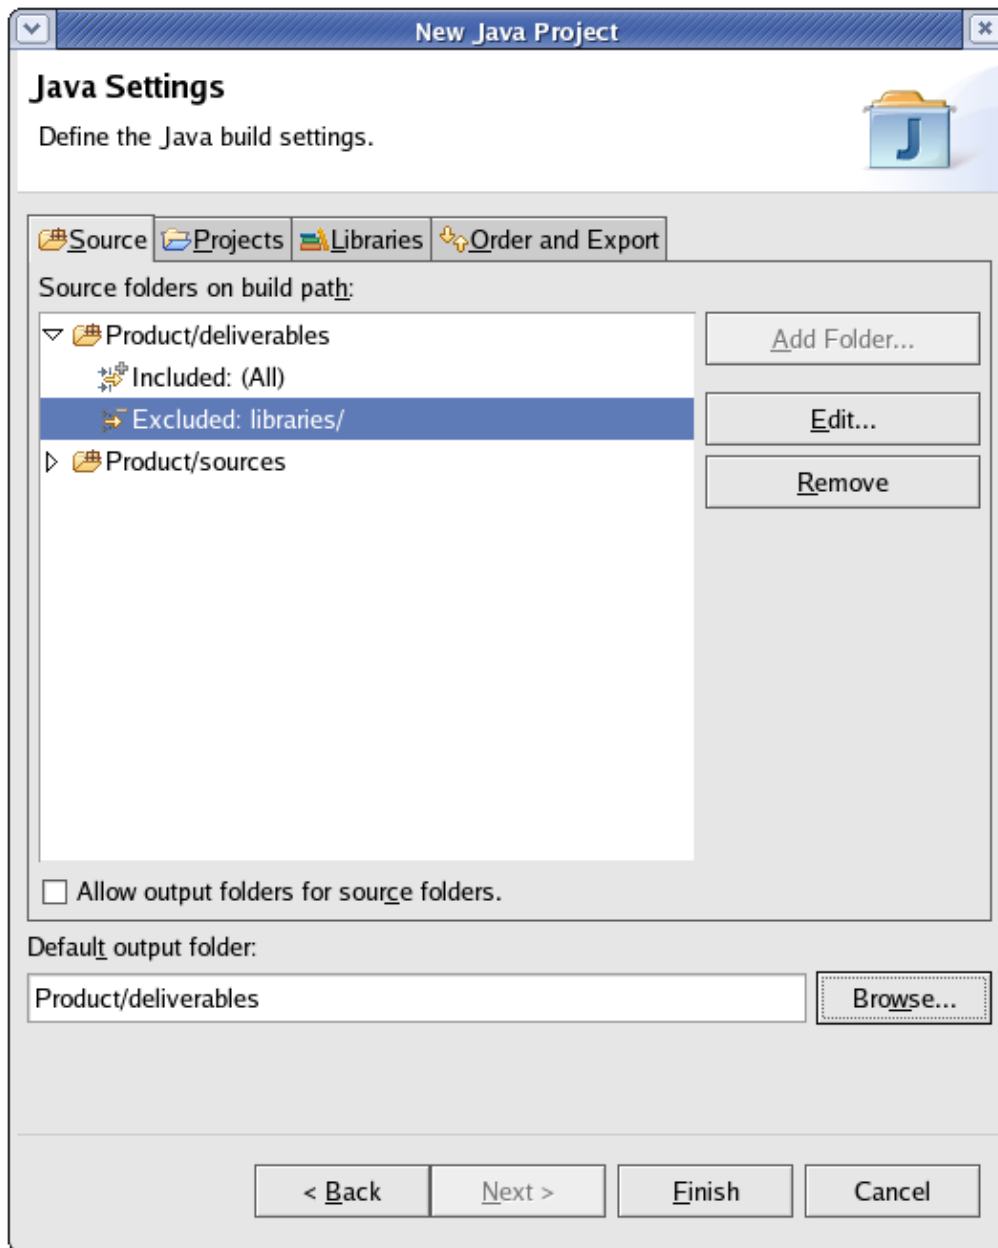 New Java Project
Java Settings
Define the Java build settings.
J
Source Projects Libraries Order and Export
Source folders on build path:
Product/deliverables
Included: (All)
Excluded: libraries/
Product/sources
Add Folder...
Edit...
Remove
Allow output folders for source folders.
Default output folder:
Product/deliverables
Browse...
< Back Next > Finish Cancel